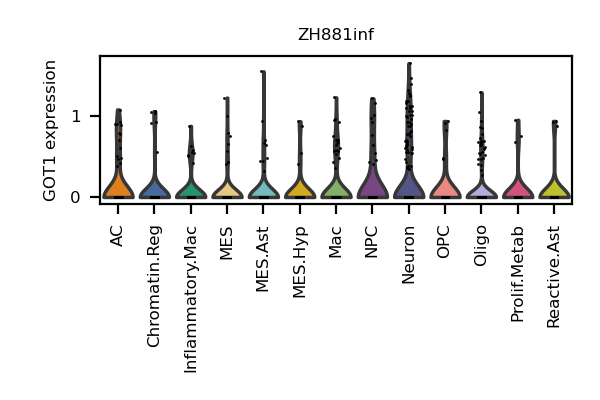 ZH881inf
GOT1 expression
1
0
AC
Chromatin.Reg
Inflammatory.Mac
MES
MES.Ast
MES.Hyp
Mac
NPC
Neuron
OPC
Oligo
Prolif.Metab
Reactive.Ast